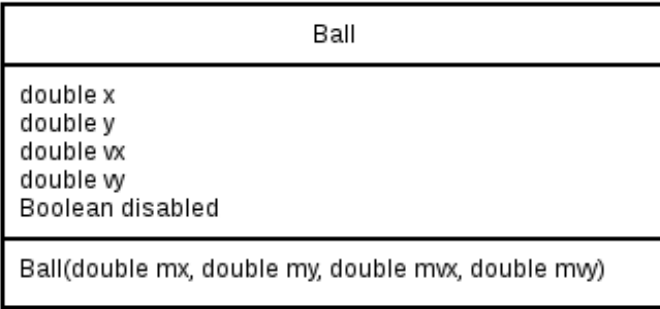 Ball
double x
double y
double vx
double vy
Boolean disabled
Ball(double mx, double my, double mvx, double mvy)